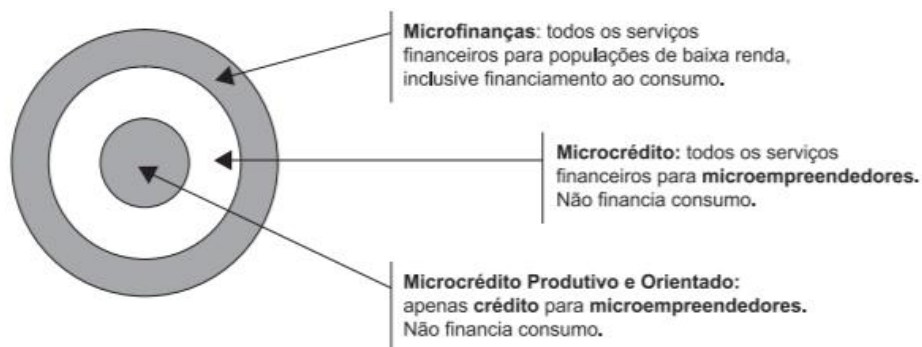 Microfinanças: todos os serviços
financeiros para populações de baixa renda,
inclusive financiamento ao consumo.
Microcrédito: todos os serviços
financeiros para microempreendedores.
Não financia consumo.
Microcrédito Produtivo e Orientado:
apenas crédito para microempreendedores.
Não financia consumo.